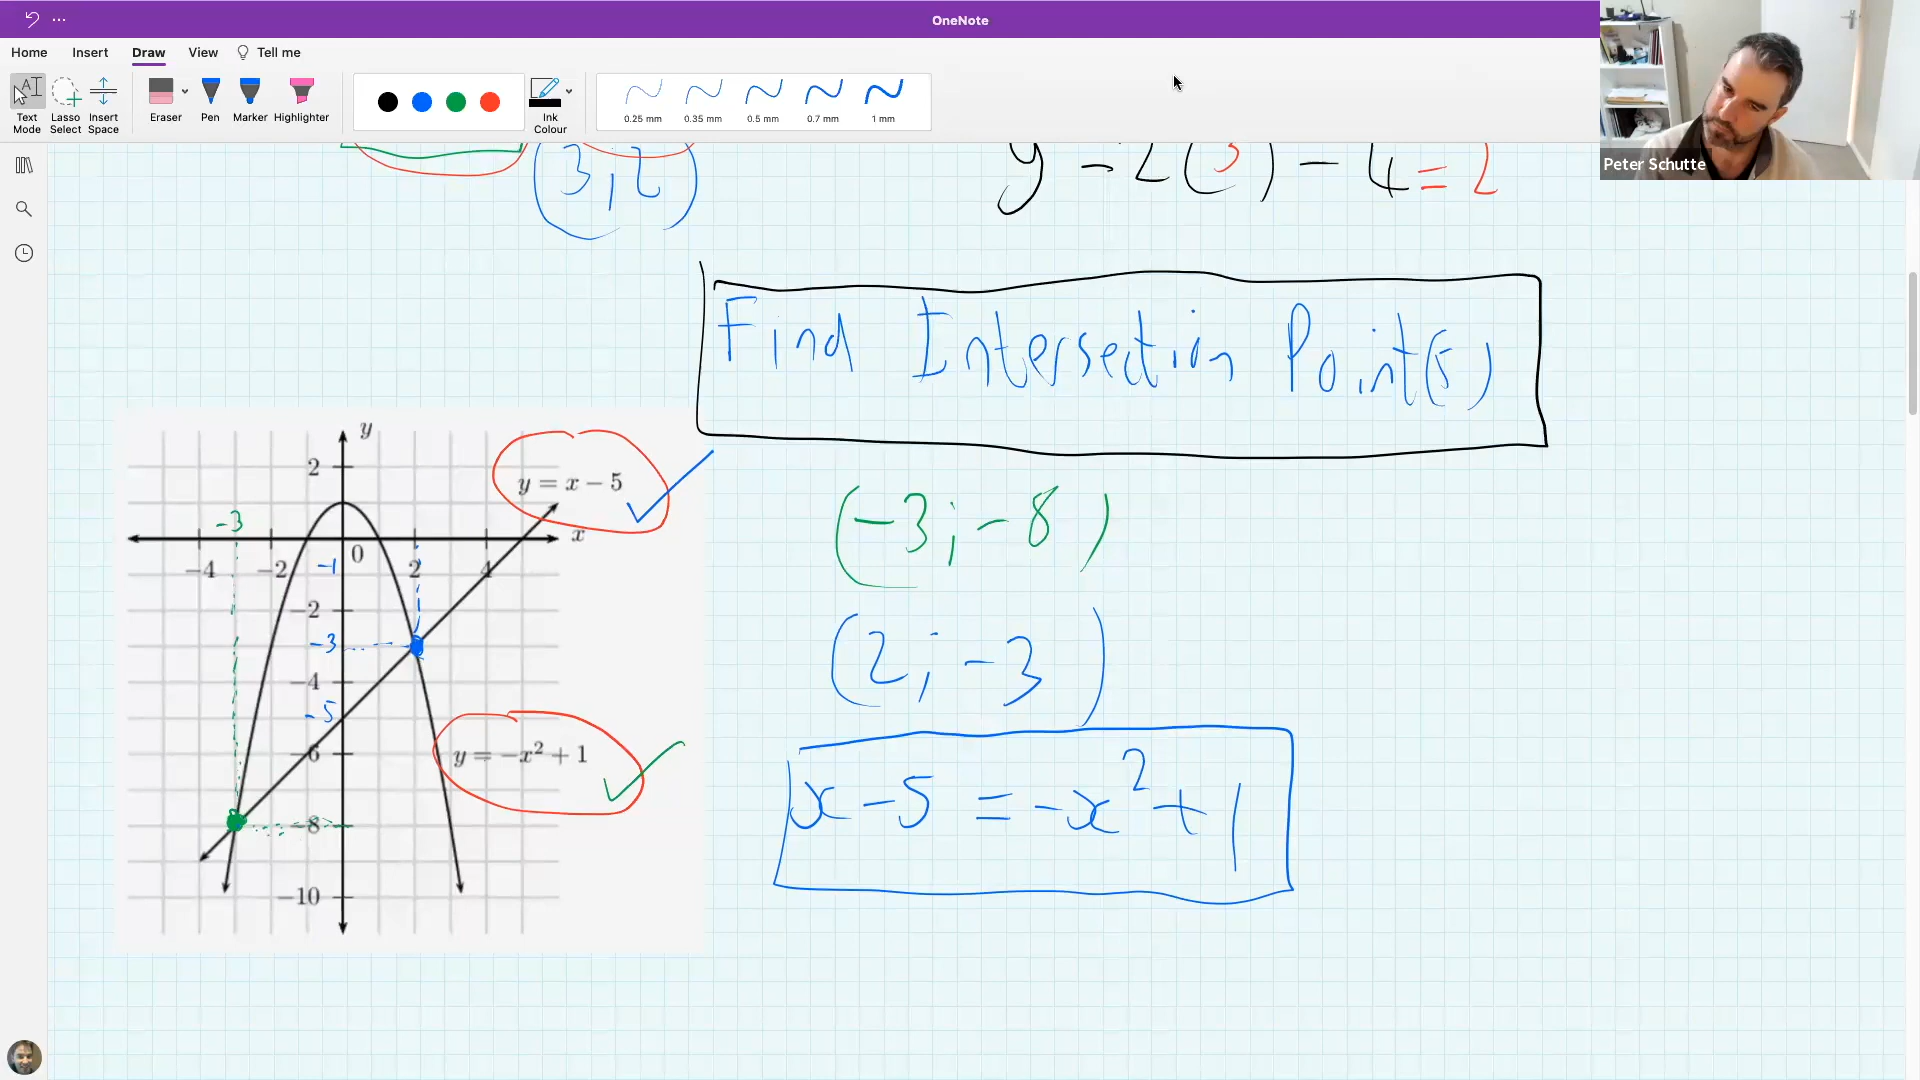 OneNote
Home Insert Draw View Tell me
Text Mode
Lasso Select
Insert Space
Eraser
Pen
Marker
Highlighter
Ink Colour
0.25 mm
0.35 mm
0.5 mm
0.7 mm
1 mm
Peter Schutte
(3;2)
y = 2(3) - 4 = 2
Find Intersection Point(s)
y
2
y = x − 5
-3
x
0
−4 −2 -1 2 4
−2
-3
−4
-5
−6
y = −x² + 1
−8
−10
(-3; -8)
(2; -3)
x - 5 = -x² + 1